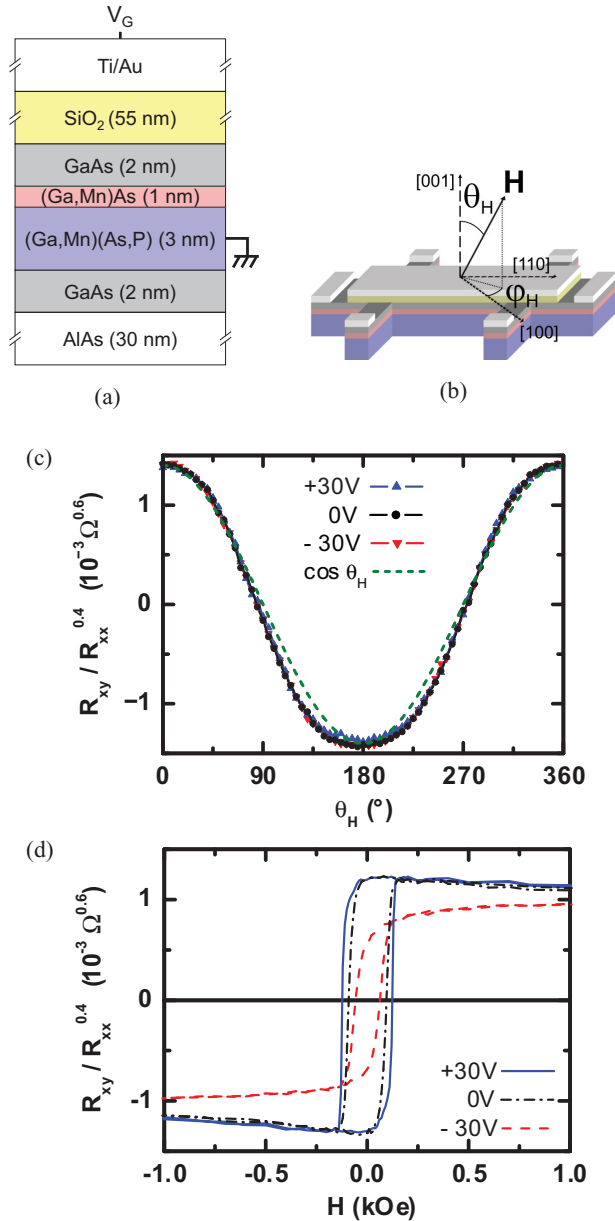 V_G
Ti/Au
SiO₂ (55 nm)
GaAs (2 nm)
(Ga,Mn)As (1 nm)
(Ga,Mn)(As,P) (3 nm)
GaAs (2 nm)
AlAs (30 nm)
(a)
[001]
θ_H
H
[110]
φ_H
[100]
(b)
(c)
R_xy / R_xx^0.4 (10⁻³ Ω^0.6)
1
0
−1
+30V
0V
- 30V
cos θ_H
0 90 180 270 360
θ_H (°)
(d)
R_xy / R_xx^0.4 (10⁻³ Ω^0.6)
1
0
-1
+30V
0V
- 30V
-1.0 -0.5 0.0 0.5 1.0
H (kOe)